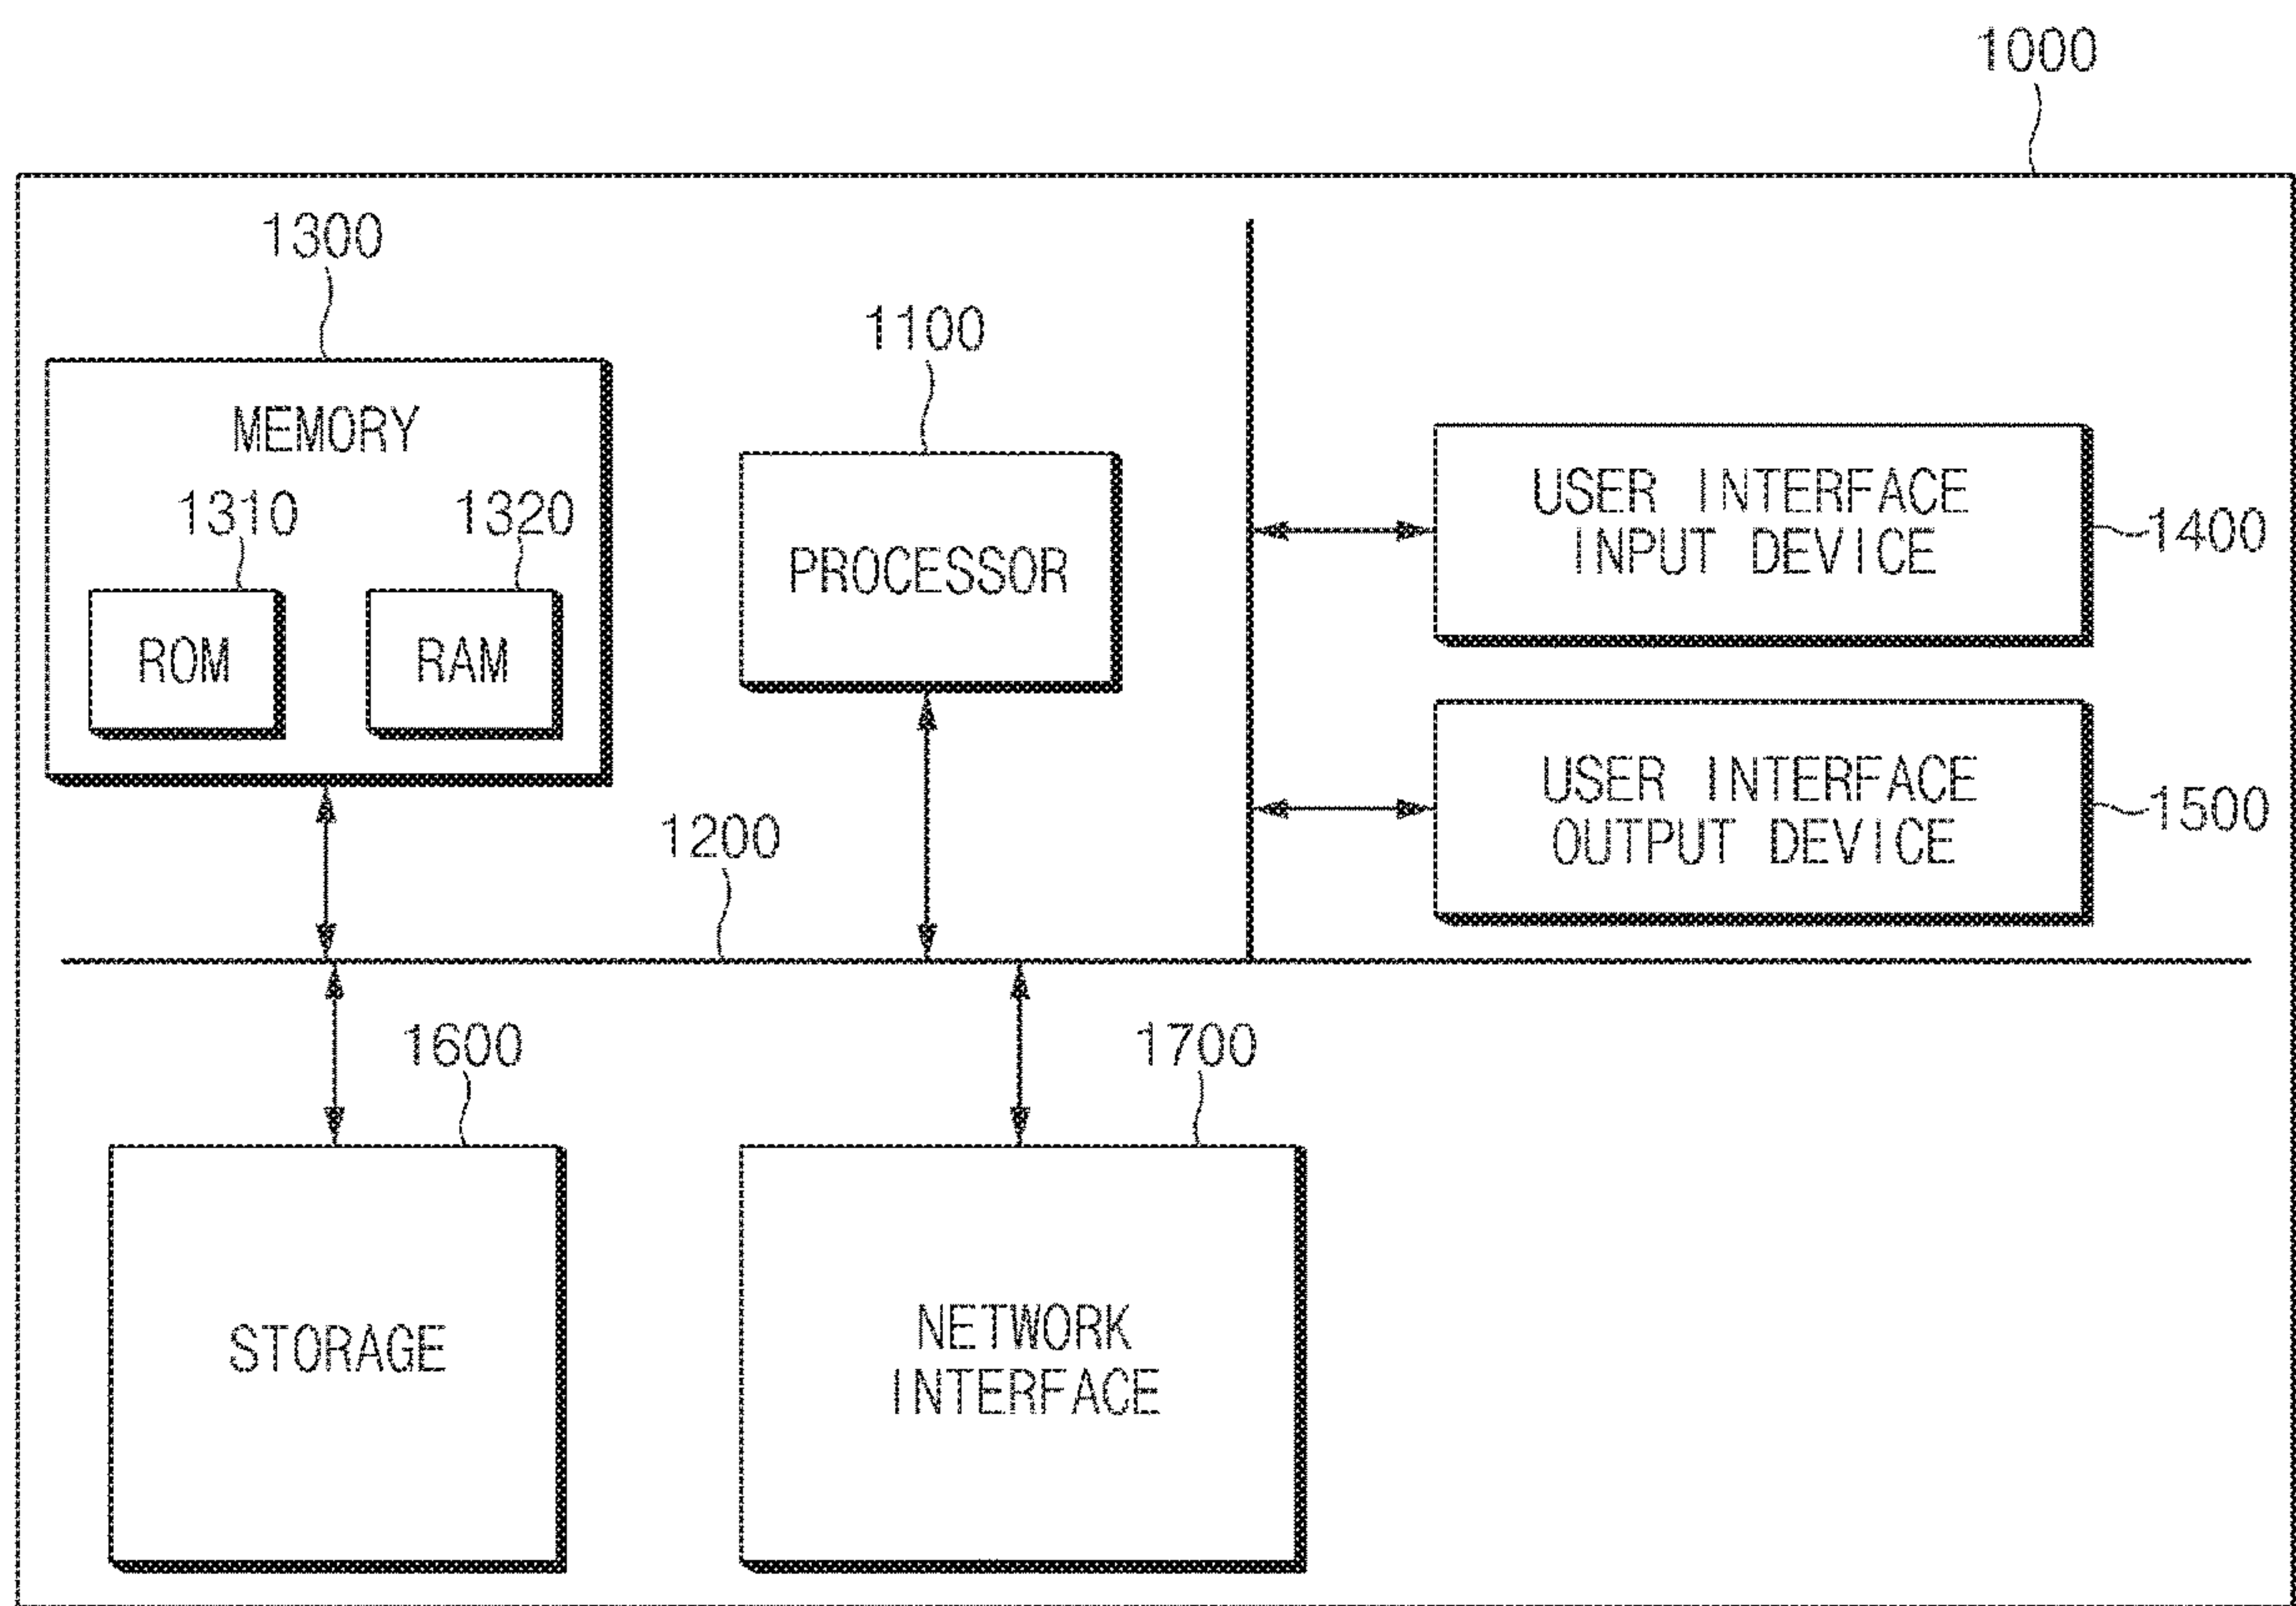 1000
1300
1100
MEMORY
1310
1320
ROM
RAM
PROCESSOR
USER INTERFACE
INPUT DEVICE
1400
USER INTERFACE
OUTPUT DEVICE
1500
1200
1600
1700
STORAGE
NETWORK
INTERFACE